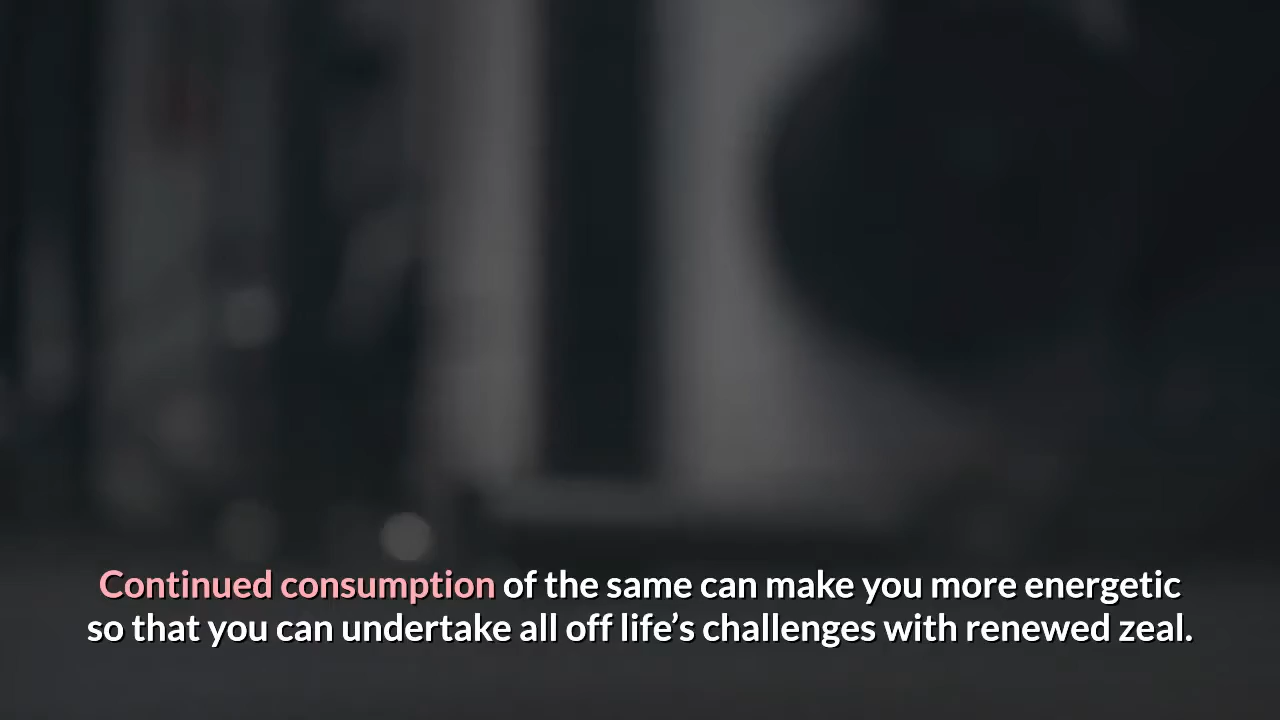 Continued consumption of the same can make you more energetic
so that you can undertake all off life’s challenges with renewed zeal.